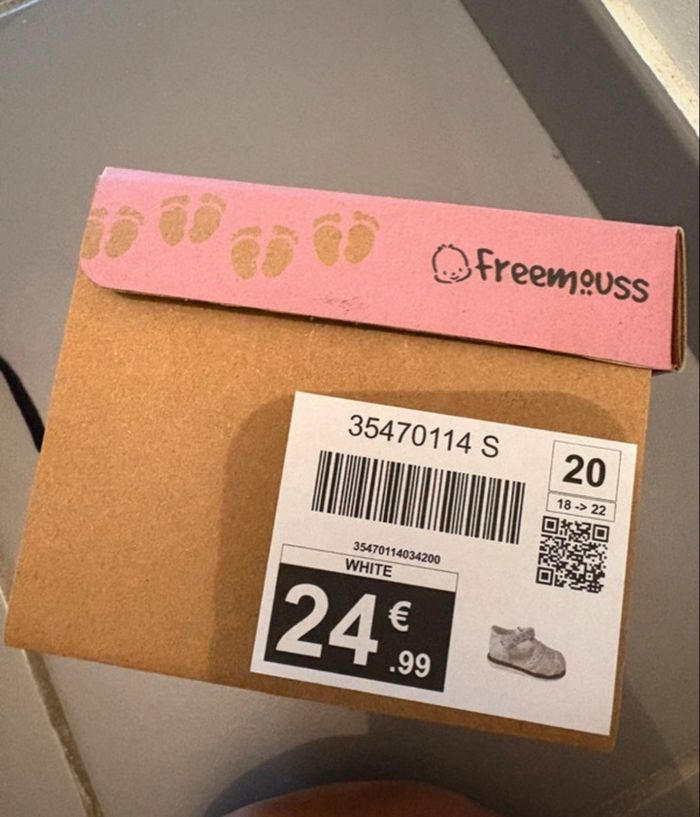 freemouss
35470114 S
20
18 -> 22
35470114034200
WHITE
24 € .99